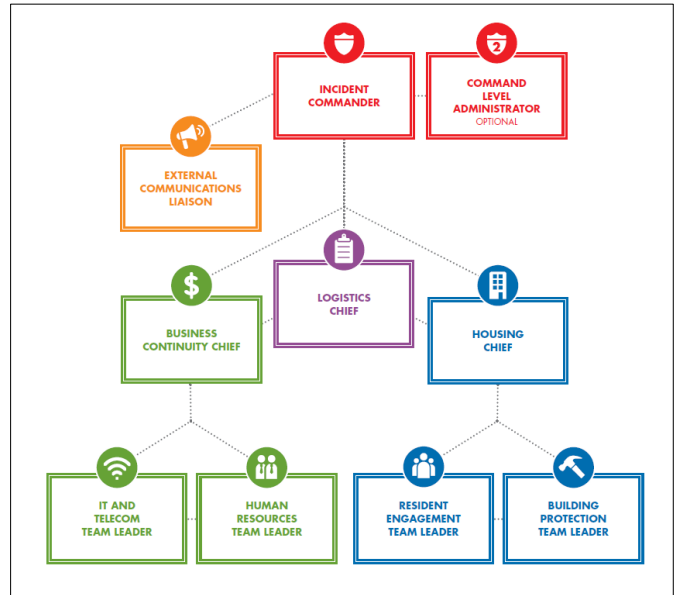 INCIDENT
COMMANDER
2
COMMAND
LEVEL
ADMINISTRATOR
OPTIONAL
EXTERNAL
COMMUNICATIONS
LIAISON
$
BUSINESS
CONTINUITY CHIEF
LOGISTICS
CHIEF
HOUSING
CHIEF
IT AND
TELECOM
TEAM LEADER
HUMAN
RESOURCES
TEAM LEADER
RESIDENT
ENGAGEMENT
TEAM LEADER
BUILDING
PROTECTION
TEAM LEADER